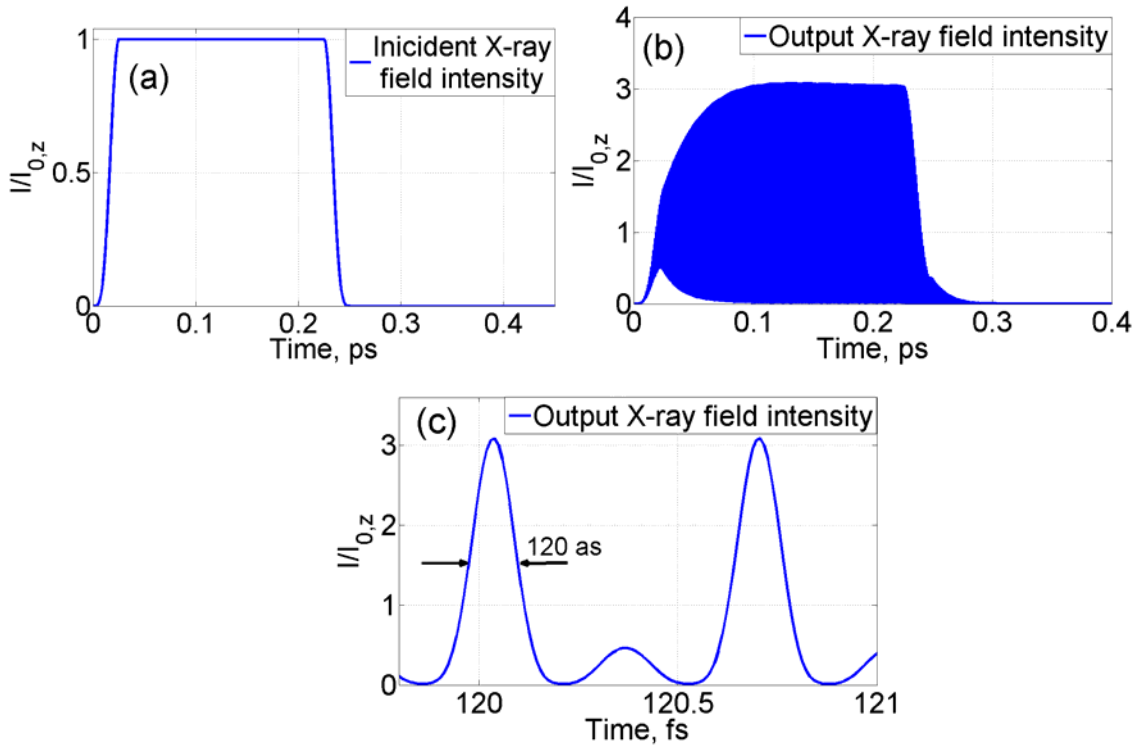 (a)
Inicident X-ray
field intensity
I/I0,z
1
0.5
0
0 0.1 0.2 0.3 0.4
Time, ps
(b)
Output X-ray field intensity
I/I0,z
4
3
2
1
0
0 0.1 0.2 0.3 0.4
Time, ps
(c)
Output X-ray field intensity
I/I0,z
3
2
1
0
120 as
120 120.5 121
Time, fs